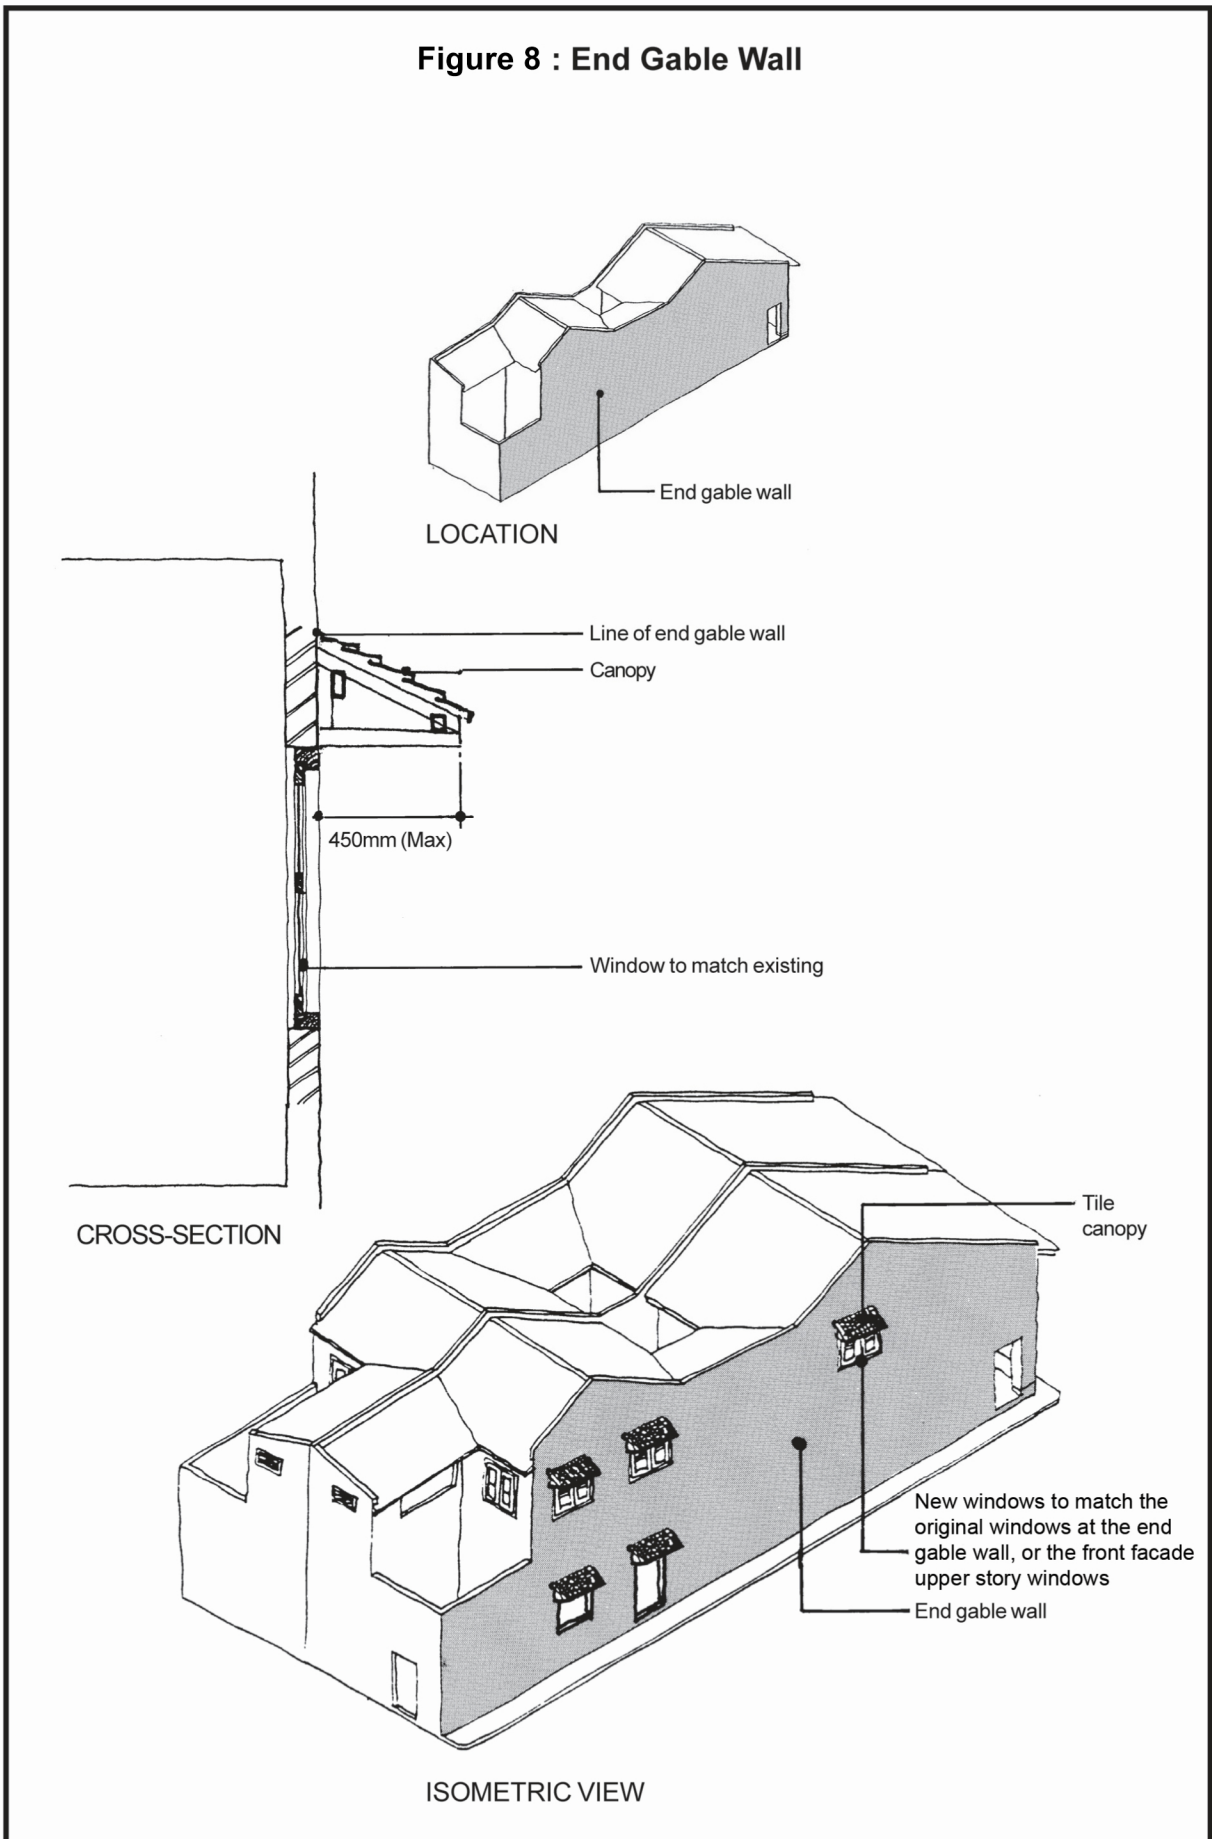 Figure 8 : End Gable Wall
End gable wall
LOCATION
Line of end gable wall
Canopy
450mm (Max)
Window to match existing
CROSS-SECTION
Tile
canopy
New windows to match the
original windows at the end
gable wall, or the front facade
upper story windows
End gable wall
ISOMETRIC VIEW